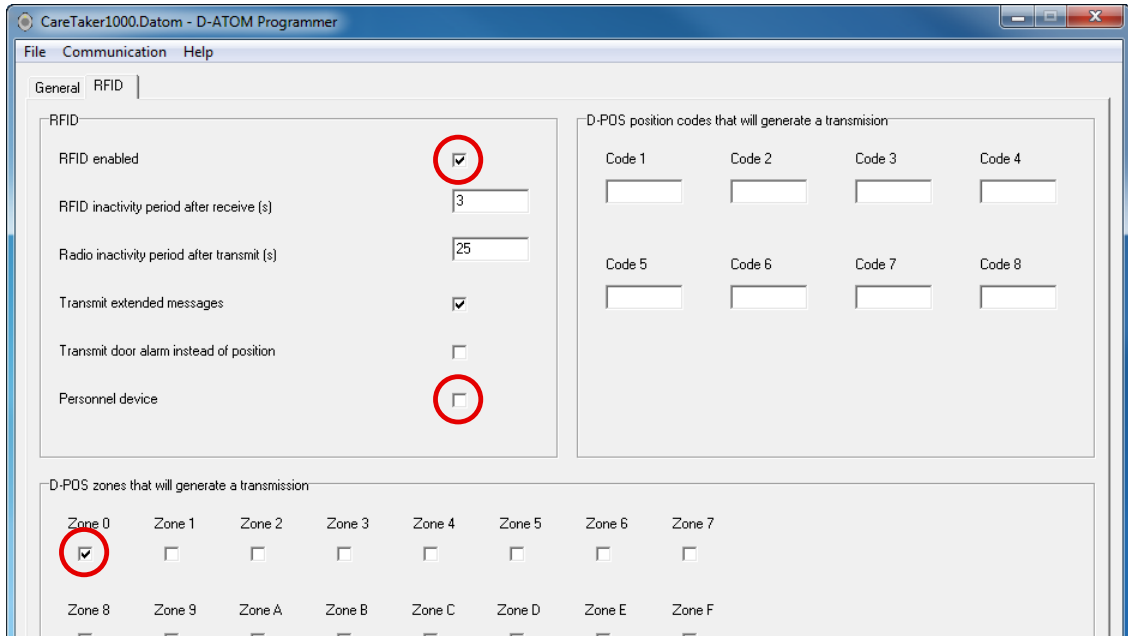 CareTaker1000.Datom - D-ATOM Programmer
File Communication Help
General RFID
RFID
RFID enabled
RFID inactivity period after receive (s)
3
Radio inactivity period after transmit (s)
25
Transmit extended messages
Transmit door alarm instead of position
Personnel device
D-POS position codes that will generate a transmision
Code 1 Code 2 Code 3 Code 4
Code 5 Code 6 Code 7 Code 8
D-POS zones that will generate a transmission
Zone 0 Zone 1 Zone 2 Zone 3 Zone 4 Zone 5 Zone 6 Zone 7
Zone 8 Zone 9 Zone A Zone B Zone C Zone D Zone E Zone F